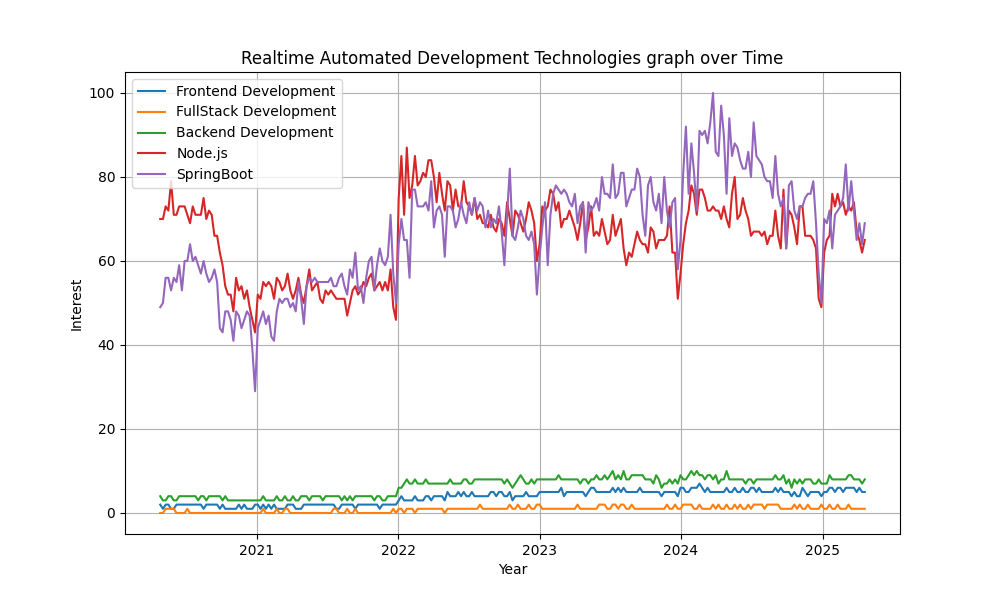 Realtime Automated Development Technologies graph over Time
Frontend Development
FullStack Development
Backend Development
Node.js
SpringBoot
100
80
60
40
20
0
Interest
2021
2022
2023
2024
2025
Year